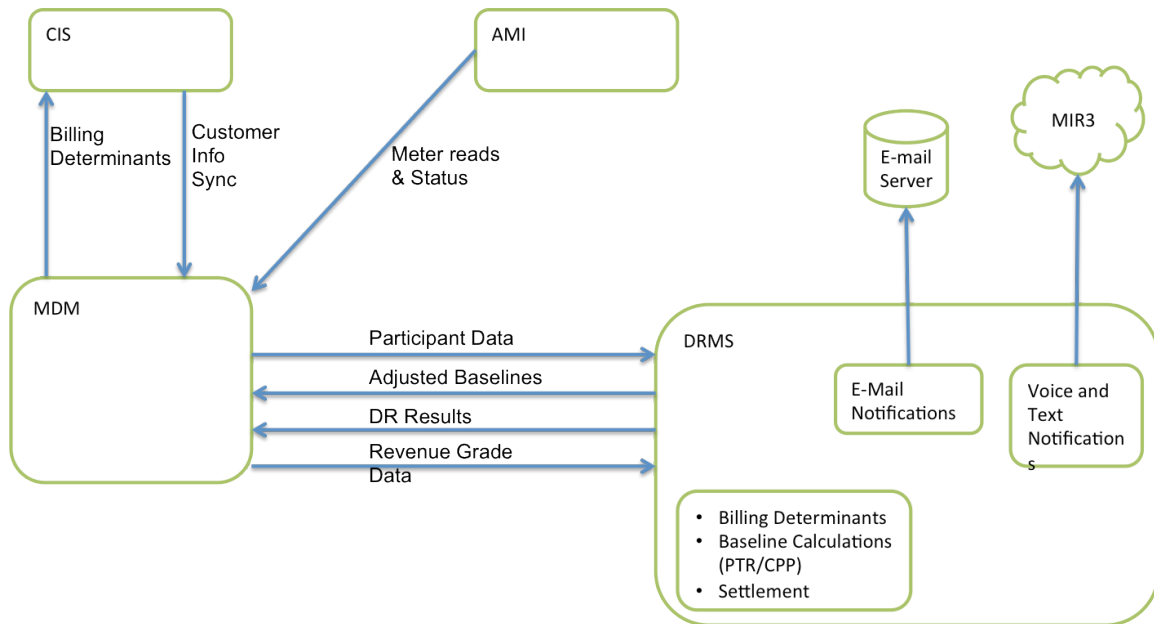 CIS
AMI
MIR3
Billing
Determinants
Customer
Info
Sync
Meter reads
& Status
E-mail
Server
MDM
DRMS
Participant Data
Adjusted Baselines
DR Results
Revenue Grade
Data
E-Mail
Notifications
Voice and
Text
Notification
s
• Billing Determinants
• Baseline Calculations
(PTR/CPP)
• Settlement